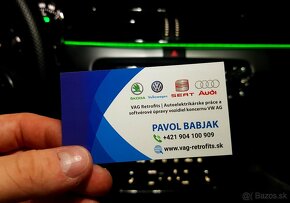 ŠKODA Volkswagen SEAT Audi
VAG Retrofits | Autoelektrikárske práce a
softvérové úpravy vozidiel koncernu VW AG
PAVOL BABJAK
+421 904 100 909
www.vag-retrofits.sk
Bazos.sk